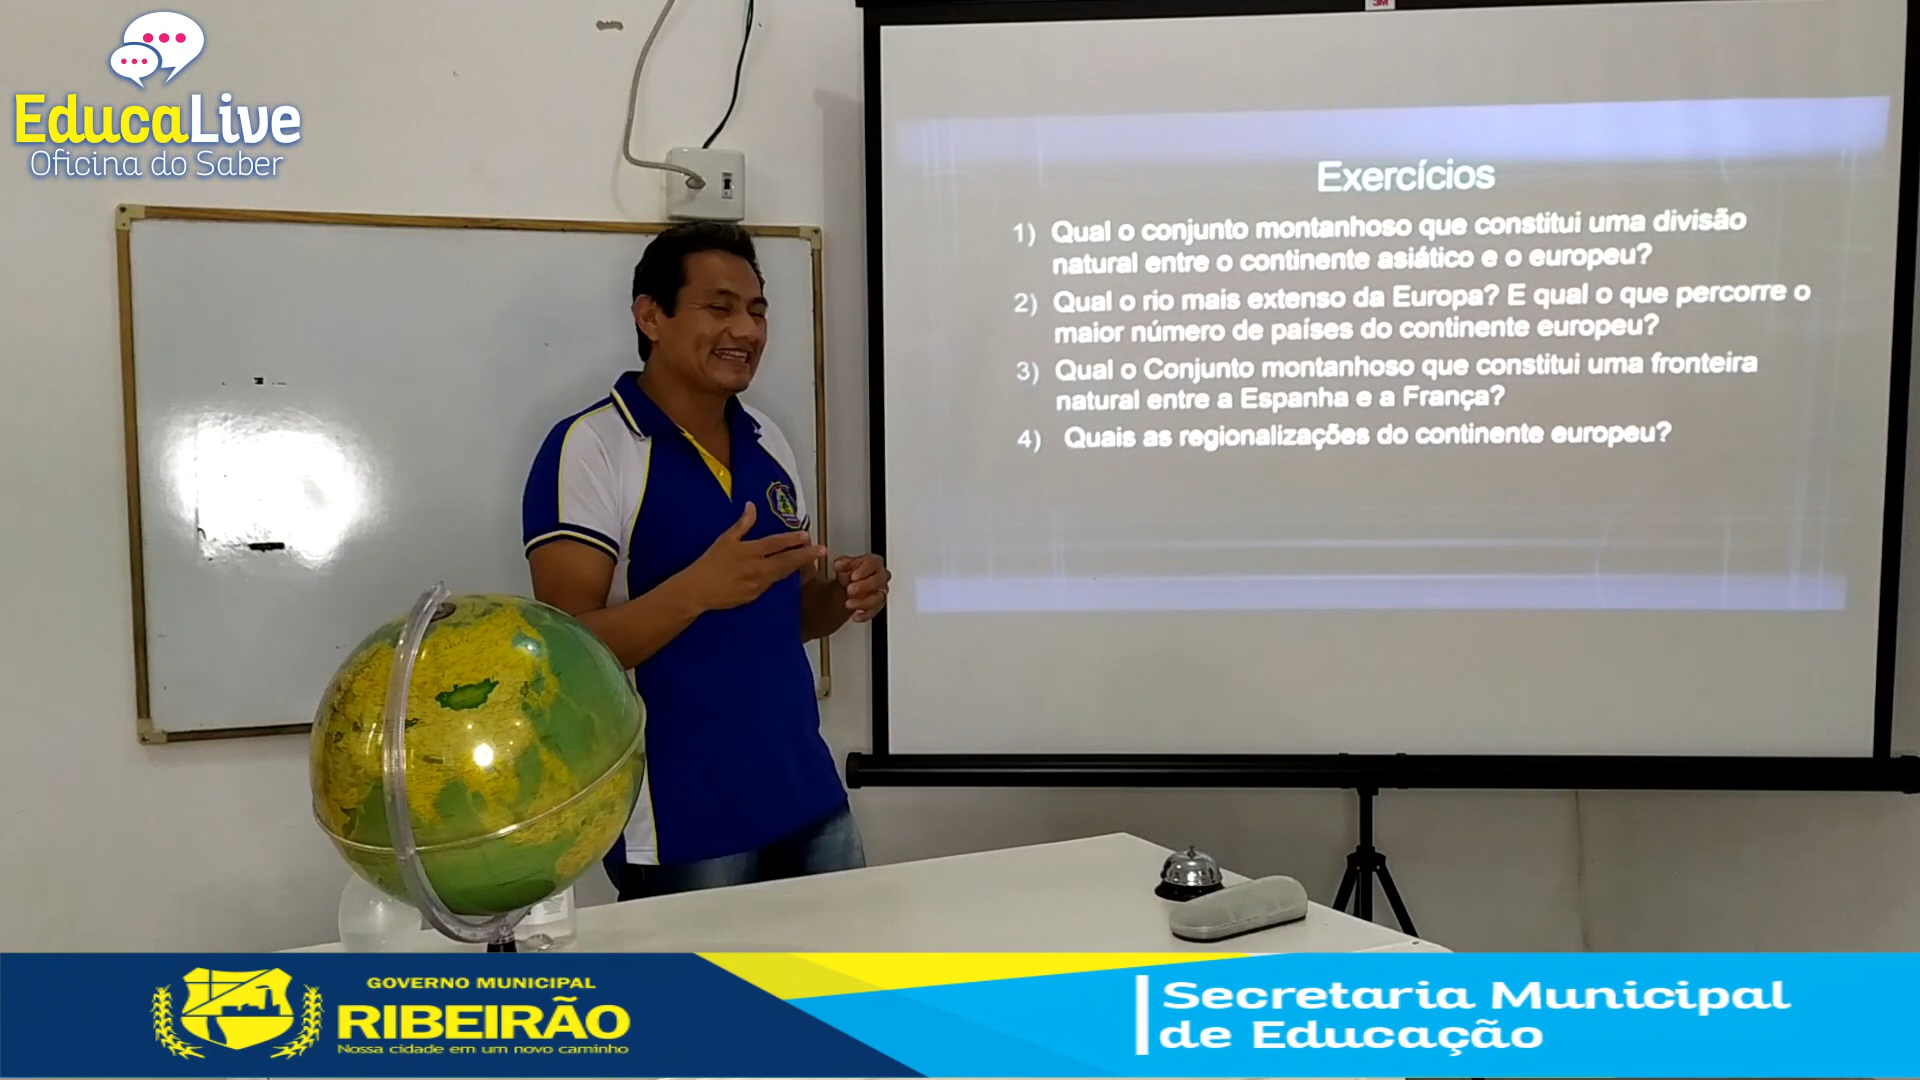 EducaLive
Oficina do Saber
3M
Exercícios
1) Qual o conjunto montanhoso que constitui uma divisão
natural entre o continente asiático e o europeu?
2) Qual o rio mais extenso da Europa? E qual o que percorre o
maior número de países do continente europeu?
3) Qual o Conjunto montanhoso que constitui uma fronteira
natural entre a Espanha e a França?
4) Quais as regionalizações do continente europeu?
GOVERNO MUNICIPAL
RIBEIRÃO
Nossa cidade em um novo caminho
Secretaria Municipal
de Educação